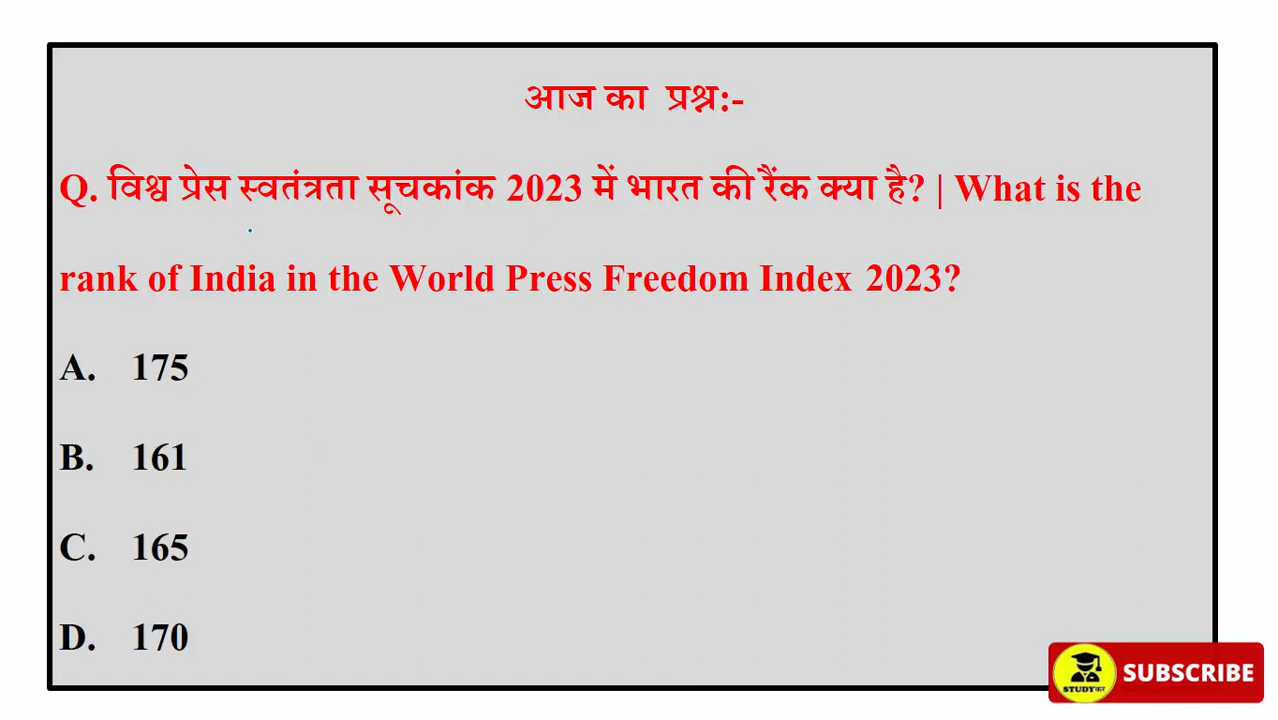 आज का प्रश्न:-
Q. विश्व प्रेस स्वतंत्रता सूचकांक 2023 में भारत की रैंक क्या है? | What is the
rank of India in the World Press Freedom Index 2023?
A. 175
B. 161
C. 165
D. 170
STUDYकर
SUBSCRIBE